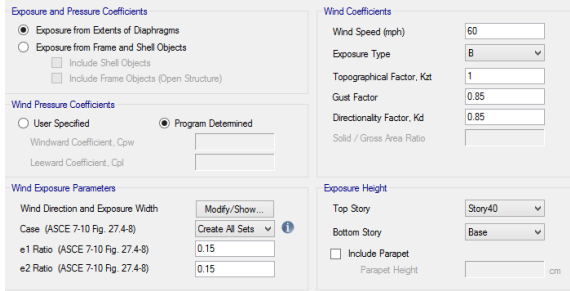 Exposure and Pressure Coefficients
Exposure from Extents of Diaphragms
Exposure from Frame and Shell Objects
Include Shell Objects
Include Frame Objects (Open Structure)
Wind Pressure Coefficients
User Specified Program Determined
Windward Coefficient, Cpw
Leeward Coefficient, Cpl
Wind Exposure Parameters
Wind Direction and Exposure Width Modify/Show...
Case (ASCE 7-10 Fig. 27.4-8) Create All Sets
e1 Ratio (ASCE 7-10 Fig. 27.4-8) 0.15
e2 Ratio (ASCE 7-10 Fig. 27.4-8) 0.15
Wind Coefficients
Wind Speed (mph) 60
Exposure Type B
Topographical Factor, Kzt 1
Gust Factor 0.85
Directionality Factor, Kd 0.85
Solid / Gross Area Ratio
Exposure Height
Top Story Story40
Bottom Story Base
Include Parapet
Parapet Height cm